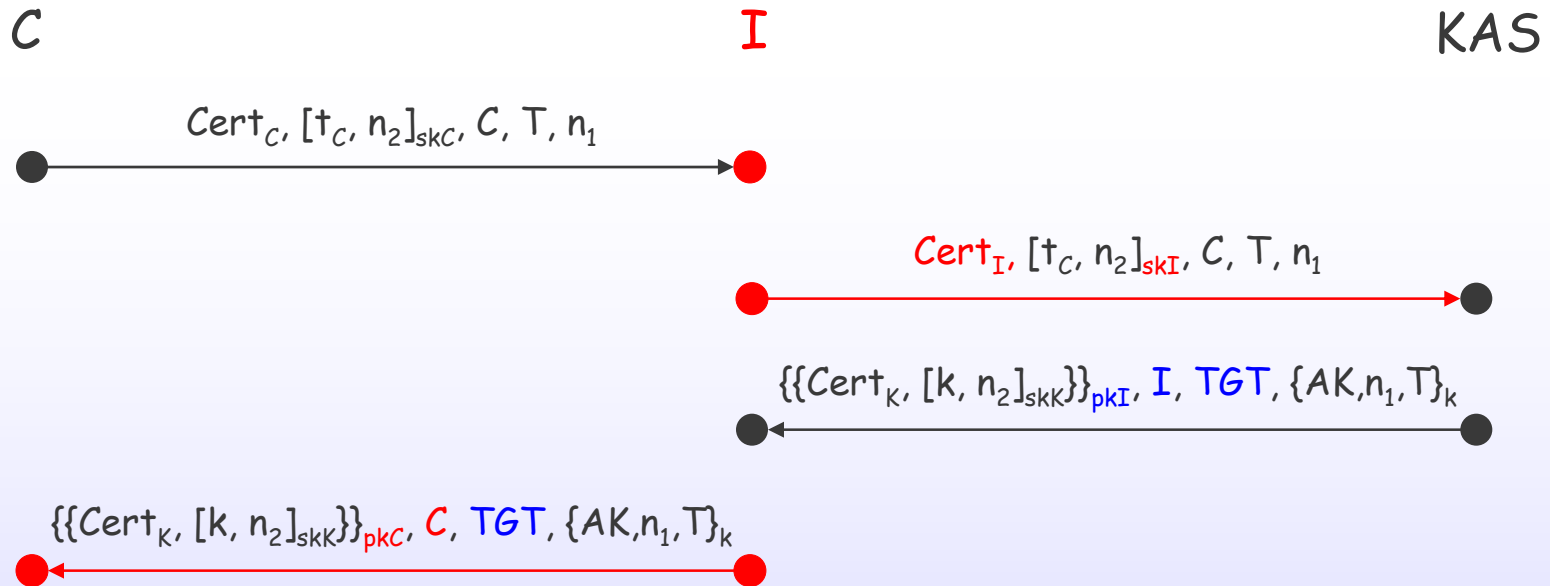 C I KAS
Cert_C, [t_C, n_2]_skC, C, T, n_1
Cert_I, [t_C, n_2]_skI, C, T, n_1
{{Cert_K, [k, n_2]_skK}}_pkI, I, TGT, {AK,n_1,T}_k
{{Cert_K, [k, n_2]_skK}}_pkC, C, TGT, {AK,n_1,T}_k